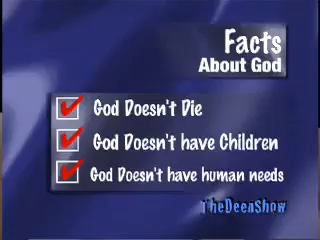 Facts
About God
God Doesn't Die
God Doesn't have Children
God Doesn't have human needs
TheDeenShow